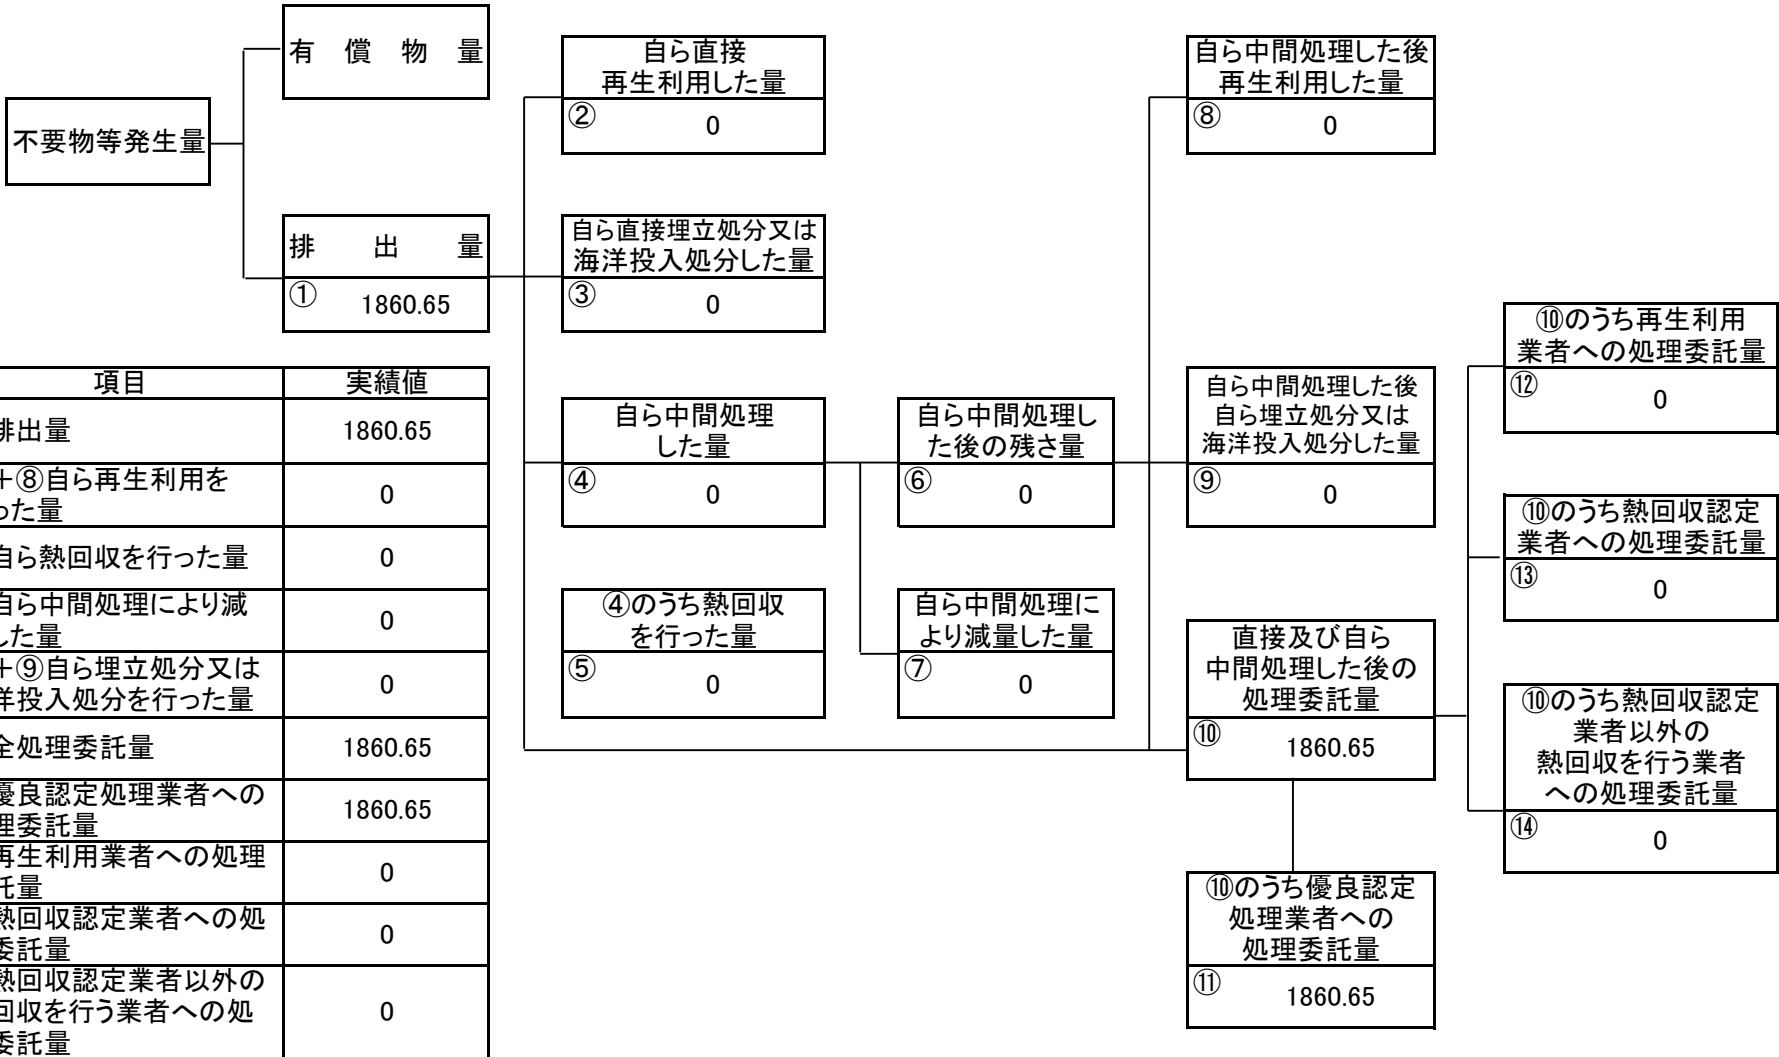 有償物量
不要物等発生量
排出量
① 1860.65
自ら直接
再生利用した量
② 0
自ら直接埋立処分又は
海洋投入処分した量
③ 0
自ら中間処理
した量
④ 0
④のうち熱回収
を行った量
⑤ 0
自ら中間処理し
た後の残さ量
⑥ 0
自ら中間処理に
より減量した量
⑦ 0
自ら中間処理した後
再生利用した量
⑧ 0
自ら中間処理した後
自ら埋立処分又は
海洋投入処分した量
⑨ 0
直接及び自ら
中間処理した後の
処理委託量
⑩ 1860.65
⑩のうち優良認定
処理業者への
処理委託量
⑪ 1860.65
⑩のうち再生利用
業者への処理委託量
⑫ 0
⑩のうち熱回収認定
業者への処理委託量
⑬ 0
⑩のうち熱回収認定
業者以外の
熱回収を行う業者
への処理委託量
⑭ 0
項目 実績値
排出量 1860.65
+⑧自ら再生利用を
った量 0
自ら熱回収を行った量 0
自ら中間処理により減
した量 0
+⑨自ら埋立処分又は
洋投入処分を行った量 0
全処理委託量 1860.65
優良認定処理業者への
理委託量 1860.65
再生利用業者への処理
託量 0
熱回収認定業者への処
委託量 0
熱回収認定業者以外の
回収を行う業者への処
委託量 0